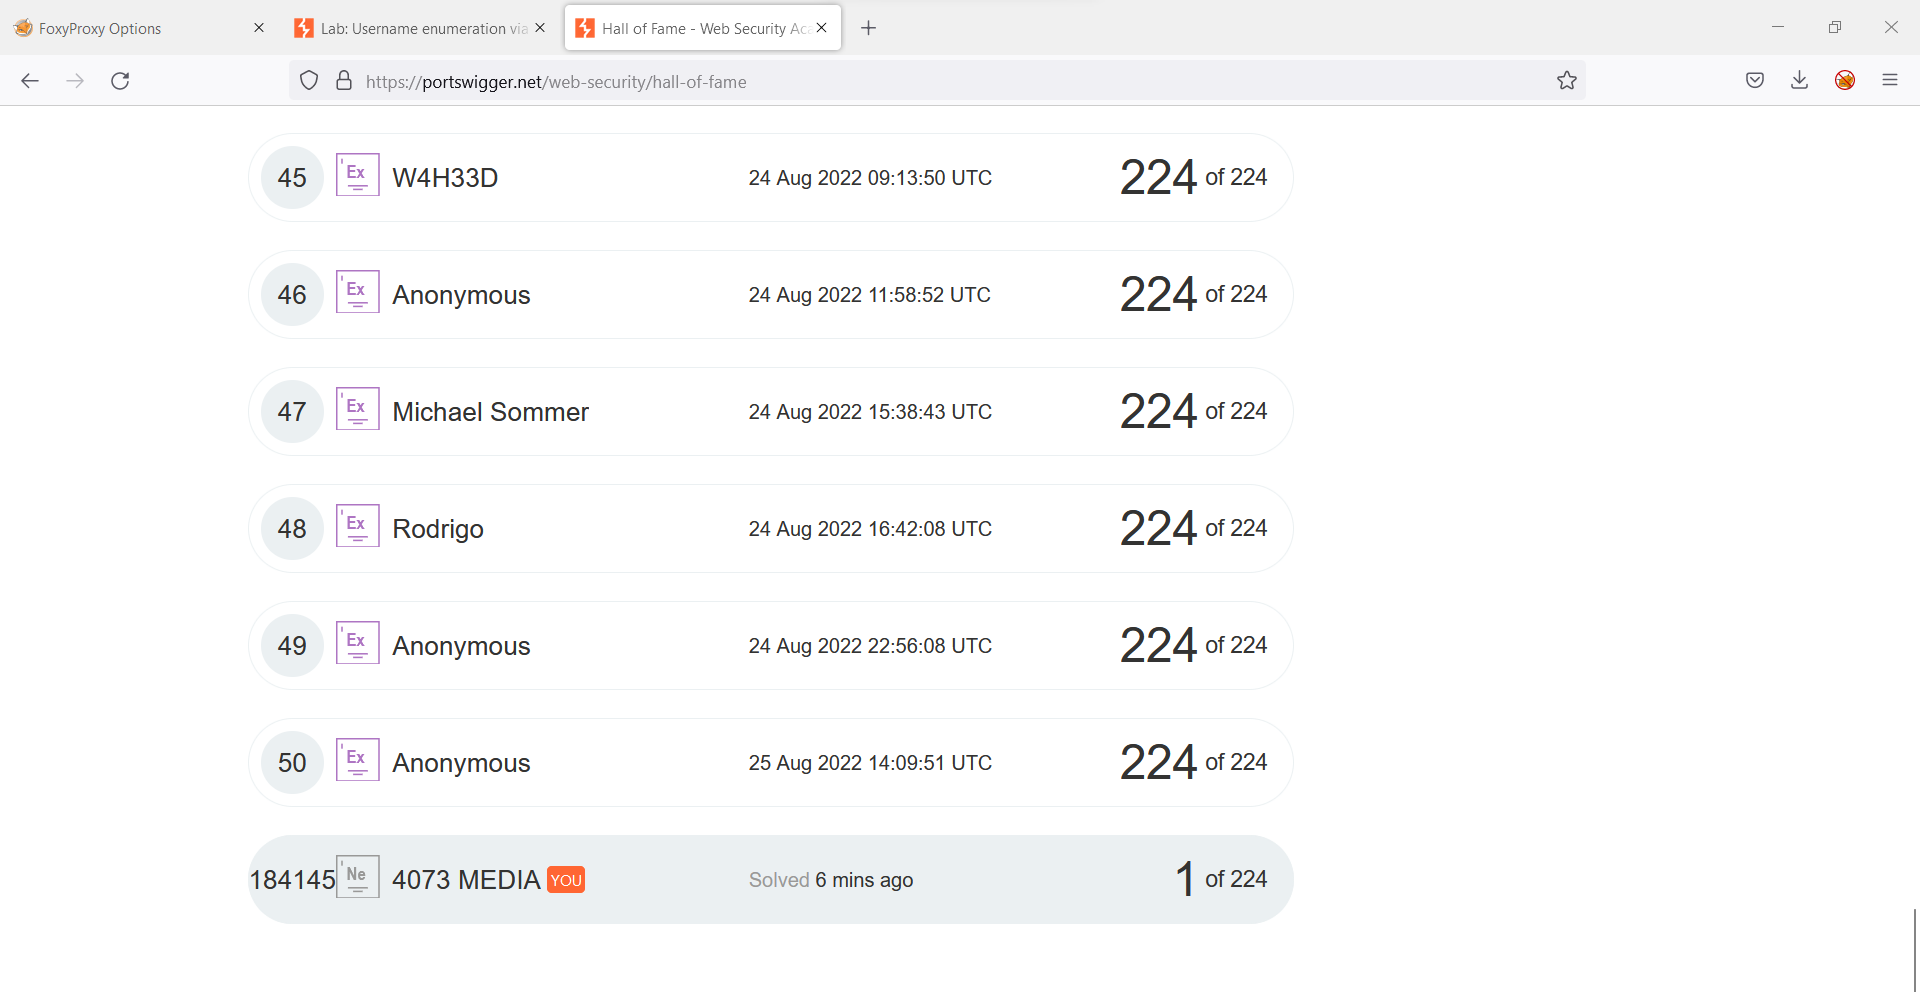 FoxyProxy Options
Lab: Username enumeration via
Hall of Fame - Web Security Aca
https://portswigger.net/web-security/hall-of-fame
45 Ex W4H33D 24 Aug 2022 09:13:50 UTC 224 of 224
46 Ex Anonymous 24 Aug 2022 11:58:52 UTC 224 of 224
47 Ex Michael Sommer 24 Aug 2022 15:38:43 UTC 224 of 224
48 Ex Rodrigo 24 Aug 2022 16:42:08 UTC 224 of 224
49 Ex Anonymous 24 Aug 2022 22:56:08 UTC 224 of 224
50 Ex Anonymous 25 Aug 2022 14:09:51 UTC 224 of 224
184145 Ne 4073 MEDIA YOU Solved 6 mins ago 1 of 224